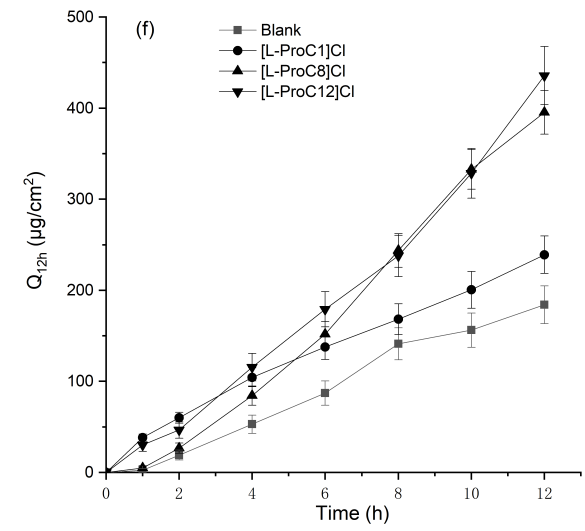 (f)
Blank
[L-ProC1]Cl
[L-ProC8]Cl
[L-ProC12]Cl
500
400
300
200
100
0
Q12h (μg/cm2)
0 2 4 6 8 10 12
Time (h)